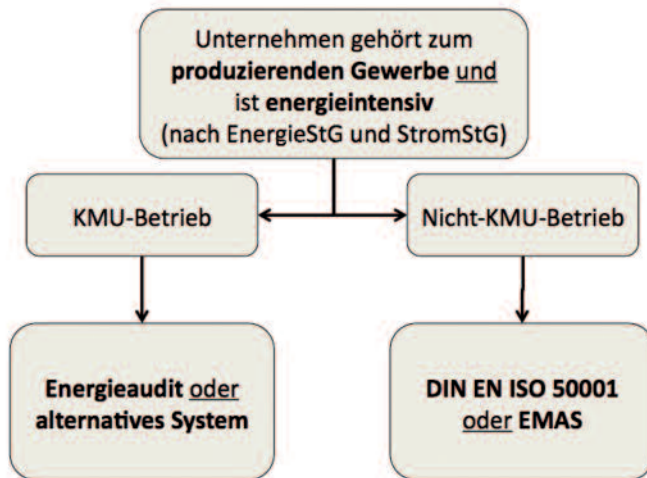 Unternehmen gehört zum
produzierenden Gewerbe und
ist energieintensiv
(nach EnergieStG und StromStG)
KMU-Betrieb
Nicht-KMU-Betrieb
Energieaudit oder
alternatives System
DIN EN ISO 50001
oder EMAS